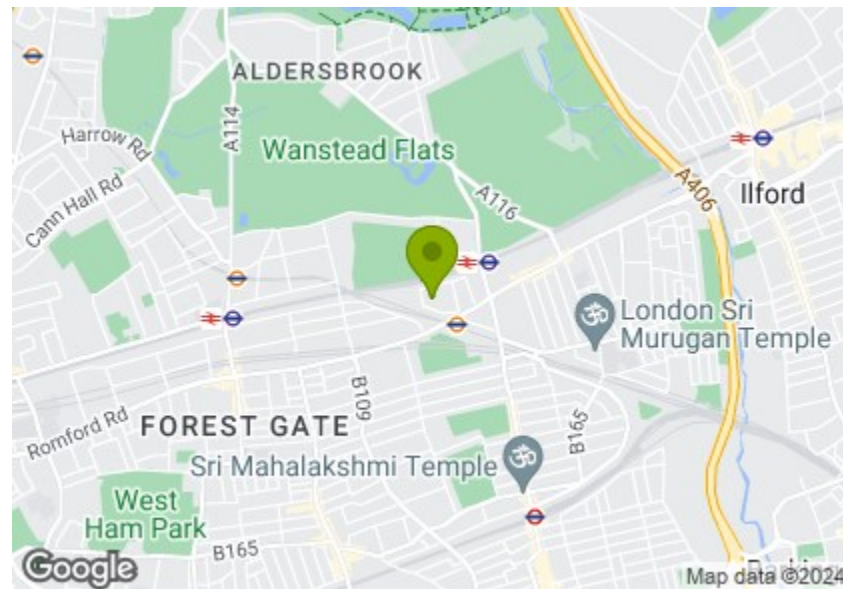 ALDERSBROOK
Harrow Rd
A114
Wanstead Flats
Cann Hall Rd
A116
A406
Ilford
London Sri
Murugan Temple
B109
Romford Rd
FOREST GATE
B165
Sri Mahalakshmi Temple
West
Ham Park
B165
Google
Map data ©2024